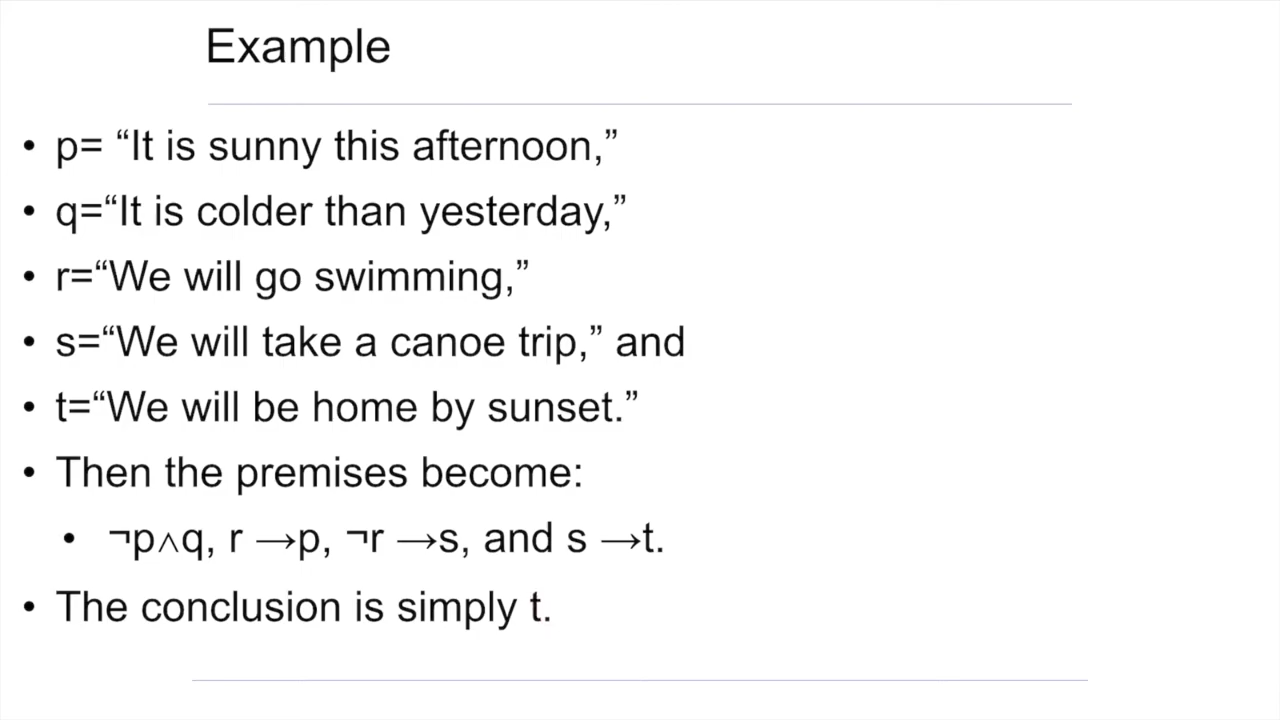 Example
• p= “It is sunny this afternoon,”
• q=“It is colder than yesterday,”
• r=“We will go swimming,”
• s=“We will take a canoe trip,” and
• t=“We will be home by sunset.”
• Then the premises become:
• ¬p∧q, r →p, ¬r →s, and s →t.
• The conclusion is simply t.